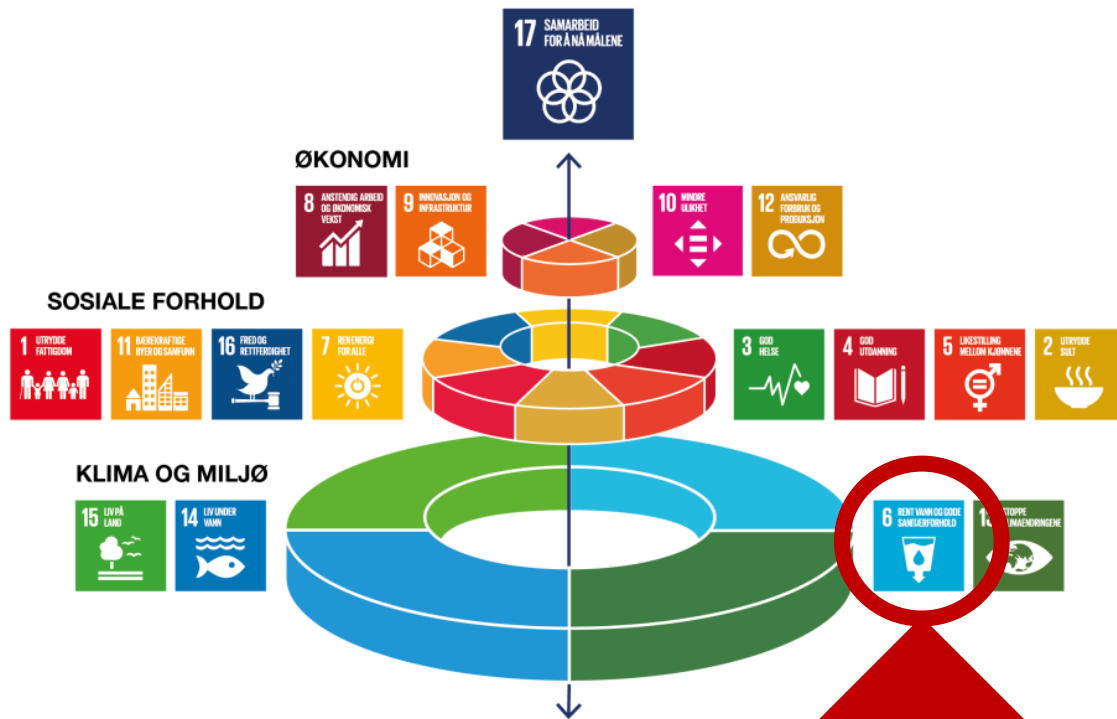 17 SAMARBEID
FOR Å NÅ MÅLENE
ØKONOMI
8 ANSTENDIG ARBEID
OG ØKONOMISK
VEKST
9 INNOVASJON OG
INFRASTRUKTUR
10 MINDRE
ULIKHET
12 ANSVARLIG
FORBRUK OG
PRODUKSJON
SOSIALE FORHOLD
1 UTRYDDE
FATTIGDOM
11 BÆREKRAFTIGE
BYER OG SAMFUNN
16 FRED OG
RETTFERDIGHET
7 REN ENERGI
FOR ALLE
3 GOD
HELSE
4 GOD
UTDANNING
5 LIKESTILLING
MELLOM KJØNNENE
2 UTRYDDE
SULT
KLIMA OG MILJØ
15 LIV PÅ
LAND
14 LIV UNDER
VANN
6 RENT VANN OG GODE
SANITÆRFORHOLD